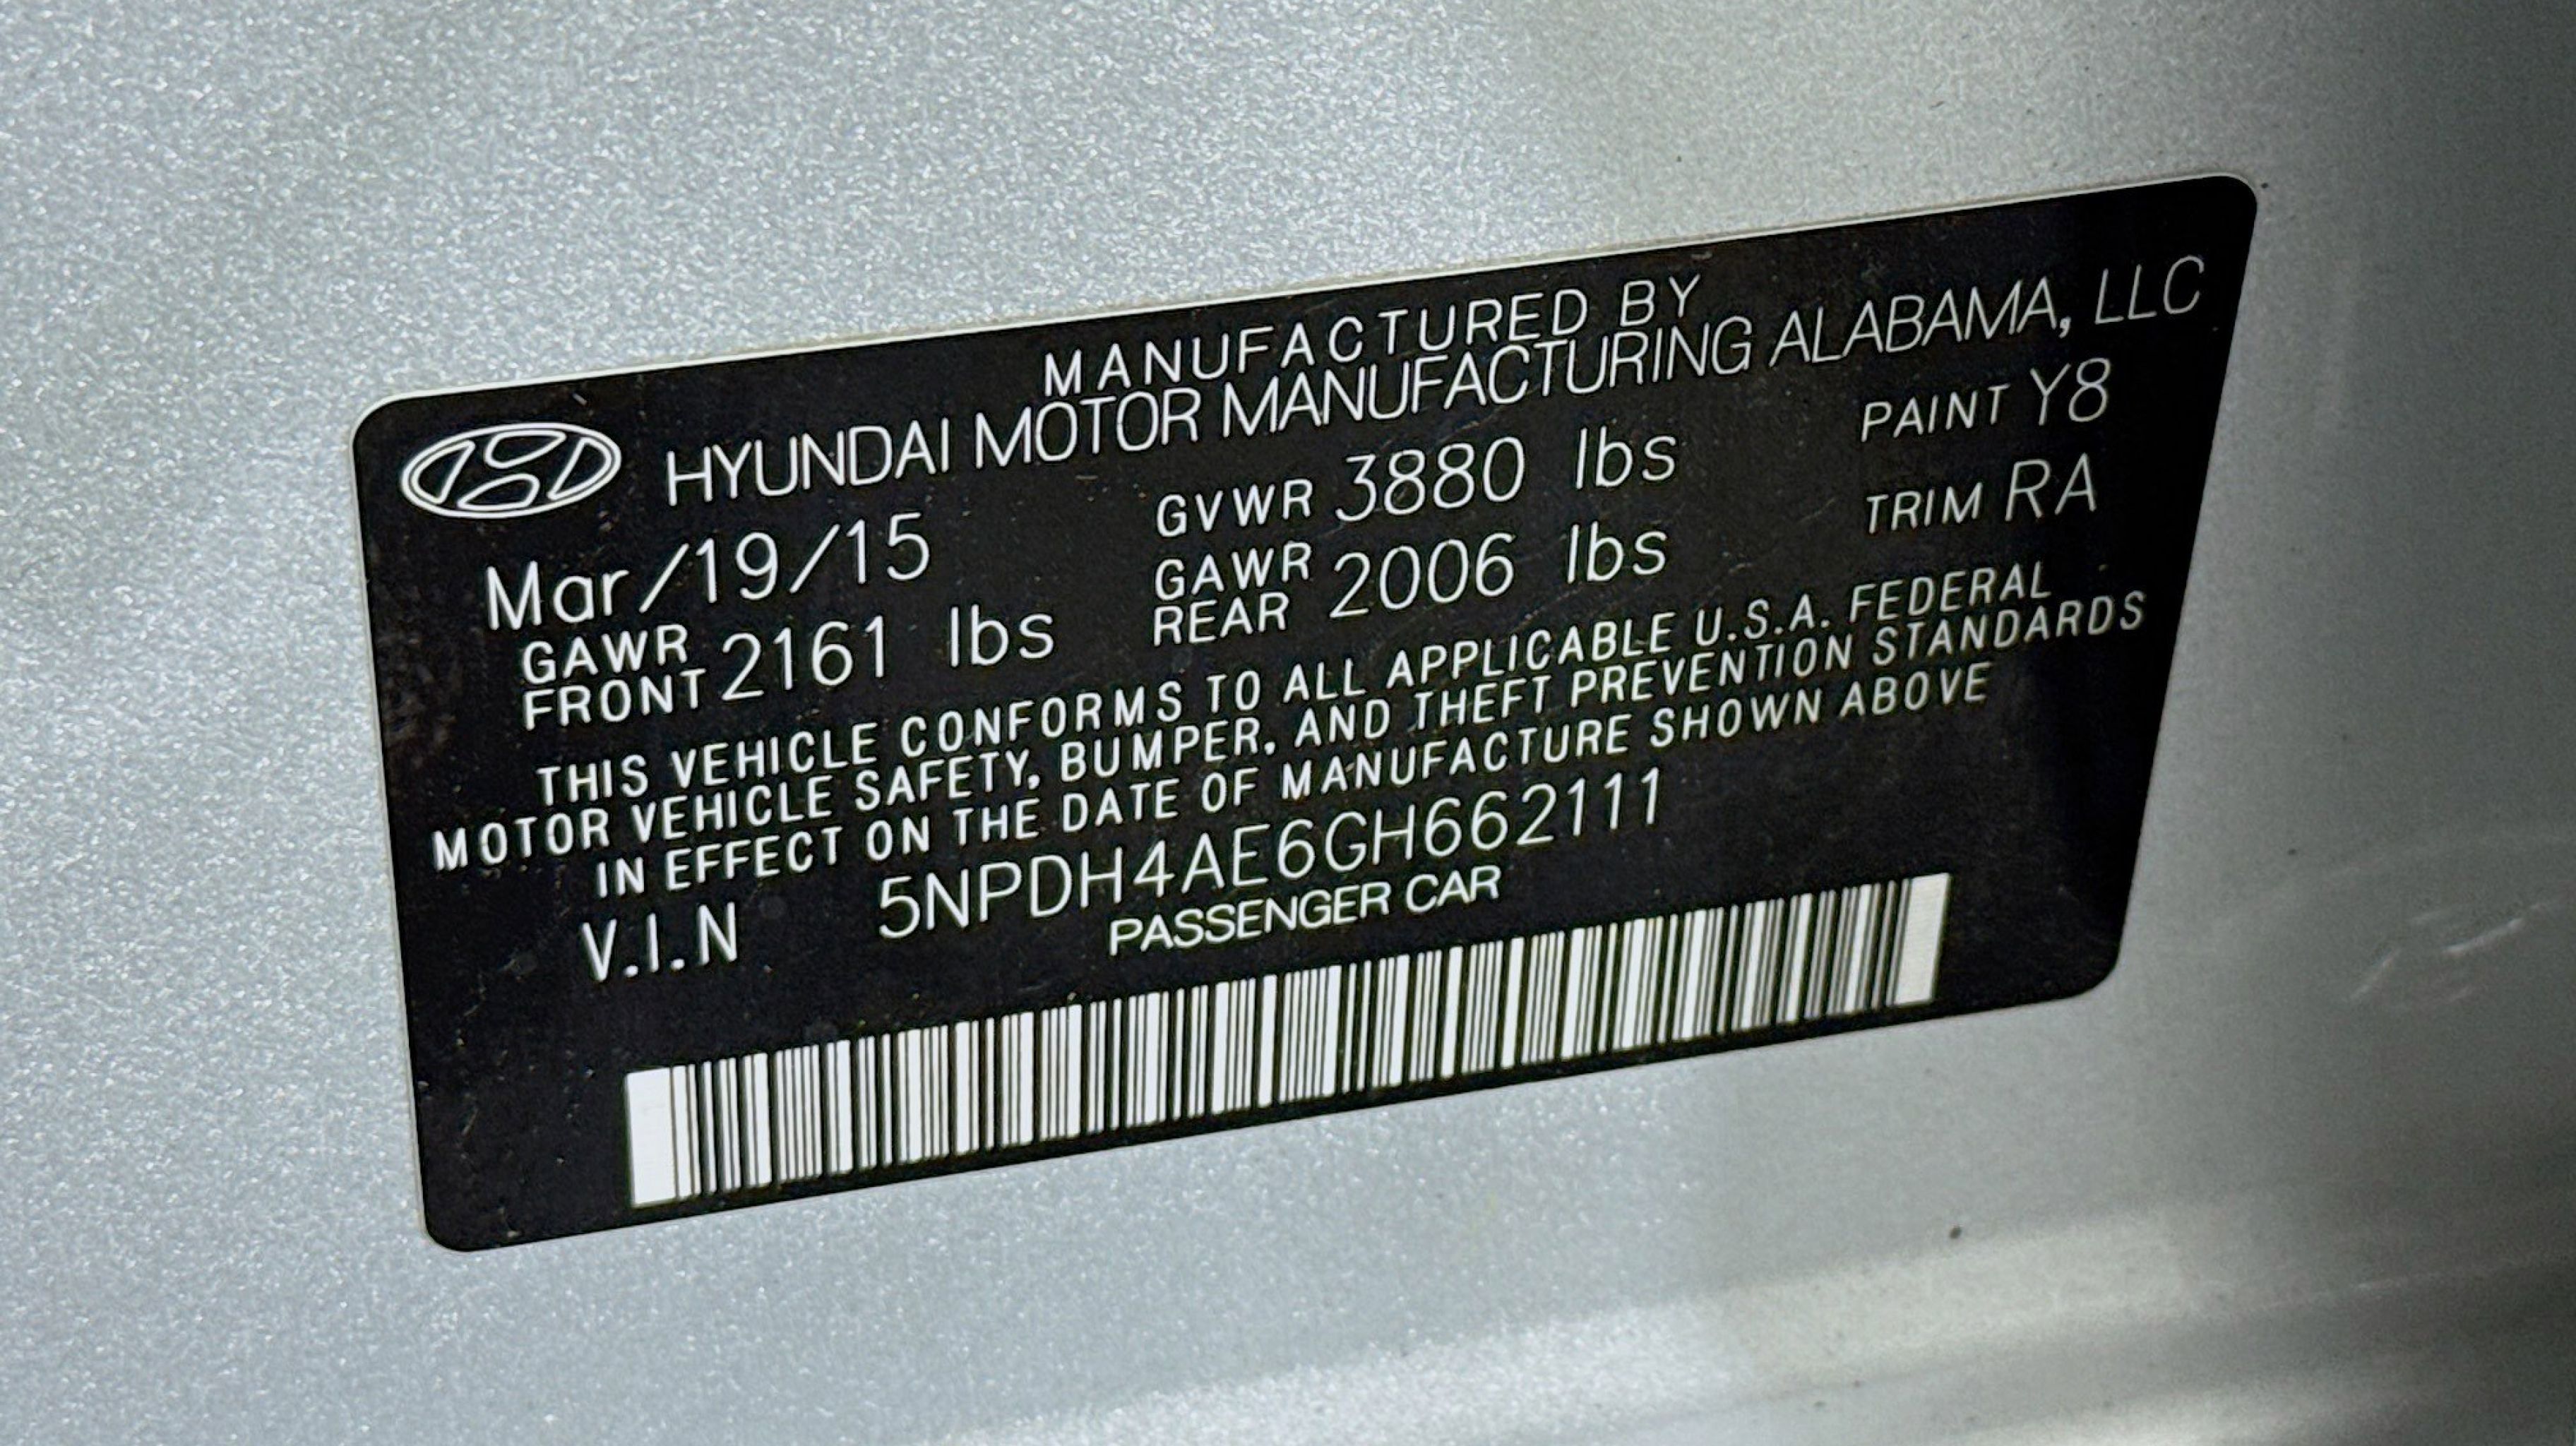 MANUFACTURED BY
HYUNDAI MOTOR MANUFACTURING ALABAMA, LLC
Mar/19/15 GVWR 3880 lbs PAINT Y8
GAWR FRONT 2161 lbs GAWR REAR 2006 lbs TRIM RA
THIS VEHICLE CONFORMS TO ALL APPLICABLE U.S.A. FEDERAL
MOTOR VEHICLE SAFETY, BUMPER, AND THEFT PREVENTION STANDARDS
IN EFFECT ON THE DATE OF MANUFACTURE SHOWN ABOVE
V.I.N 5NPDH4AE6GH662111
PASSENGER CAR